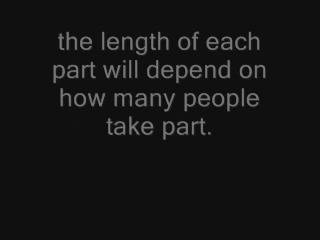 the length of each
part will depend on
how many people
take part.